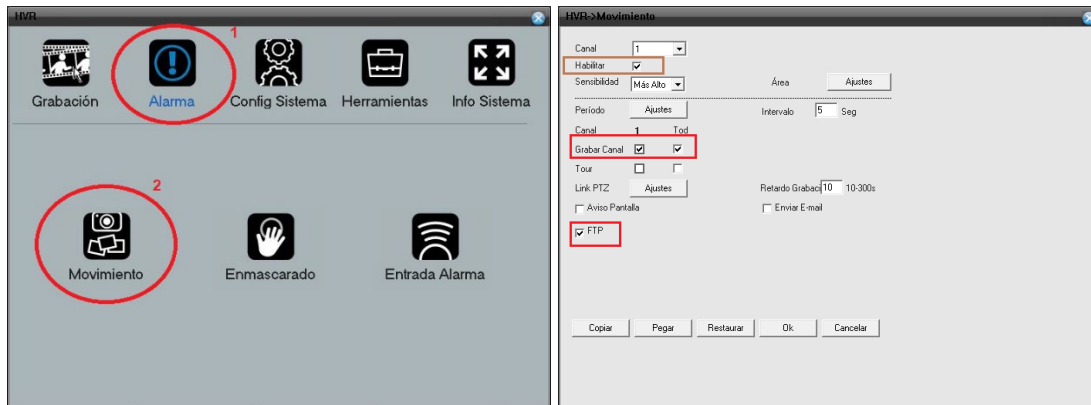 HVR
1
Grabación
Alarma
Config Sistema
Herramientas
Info Sistema
2
Movimiento
Enmascarado
Entrada Alarma
HVR->Movimiento
Canal 1
Habilitar
Sensibilidad Más Alto Área Ajustes
Período Ajustes Intervalo 5 Seg
Canal 1 Tod
Grabar Canal
Tour
Link PTZ Ajustes Retardo Grabaci 10 10-300s
Aviso Pantalla Enviar E-mail
FTP
Copiar Pegar Restaurar Ok Cancelar